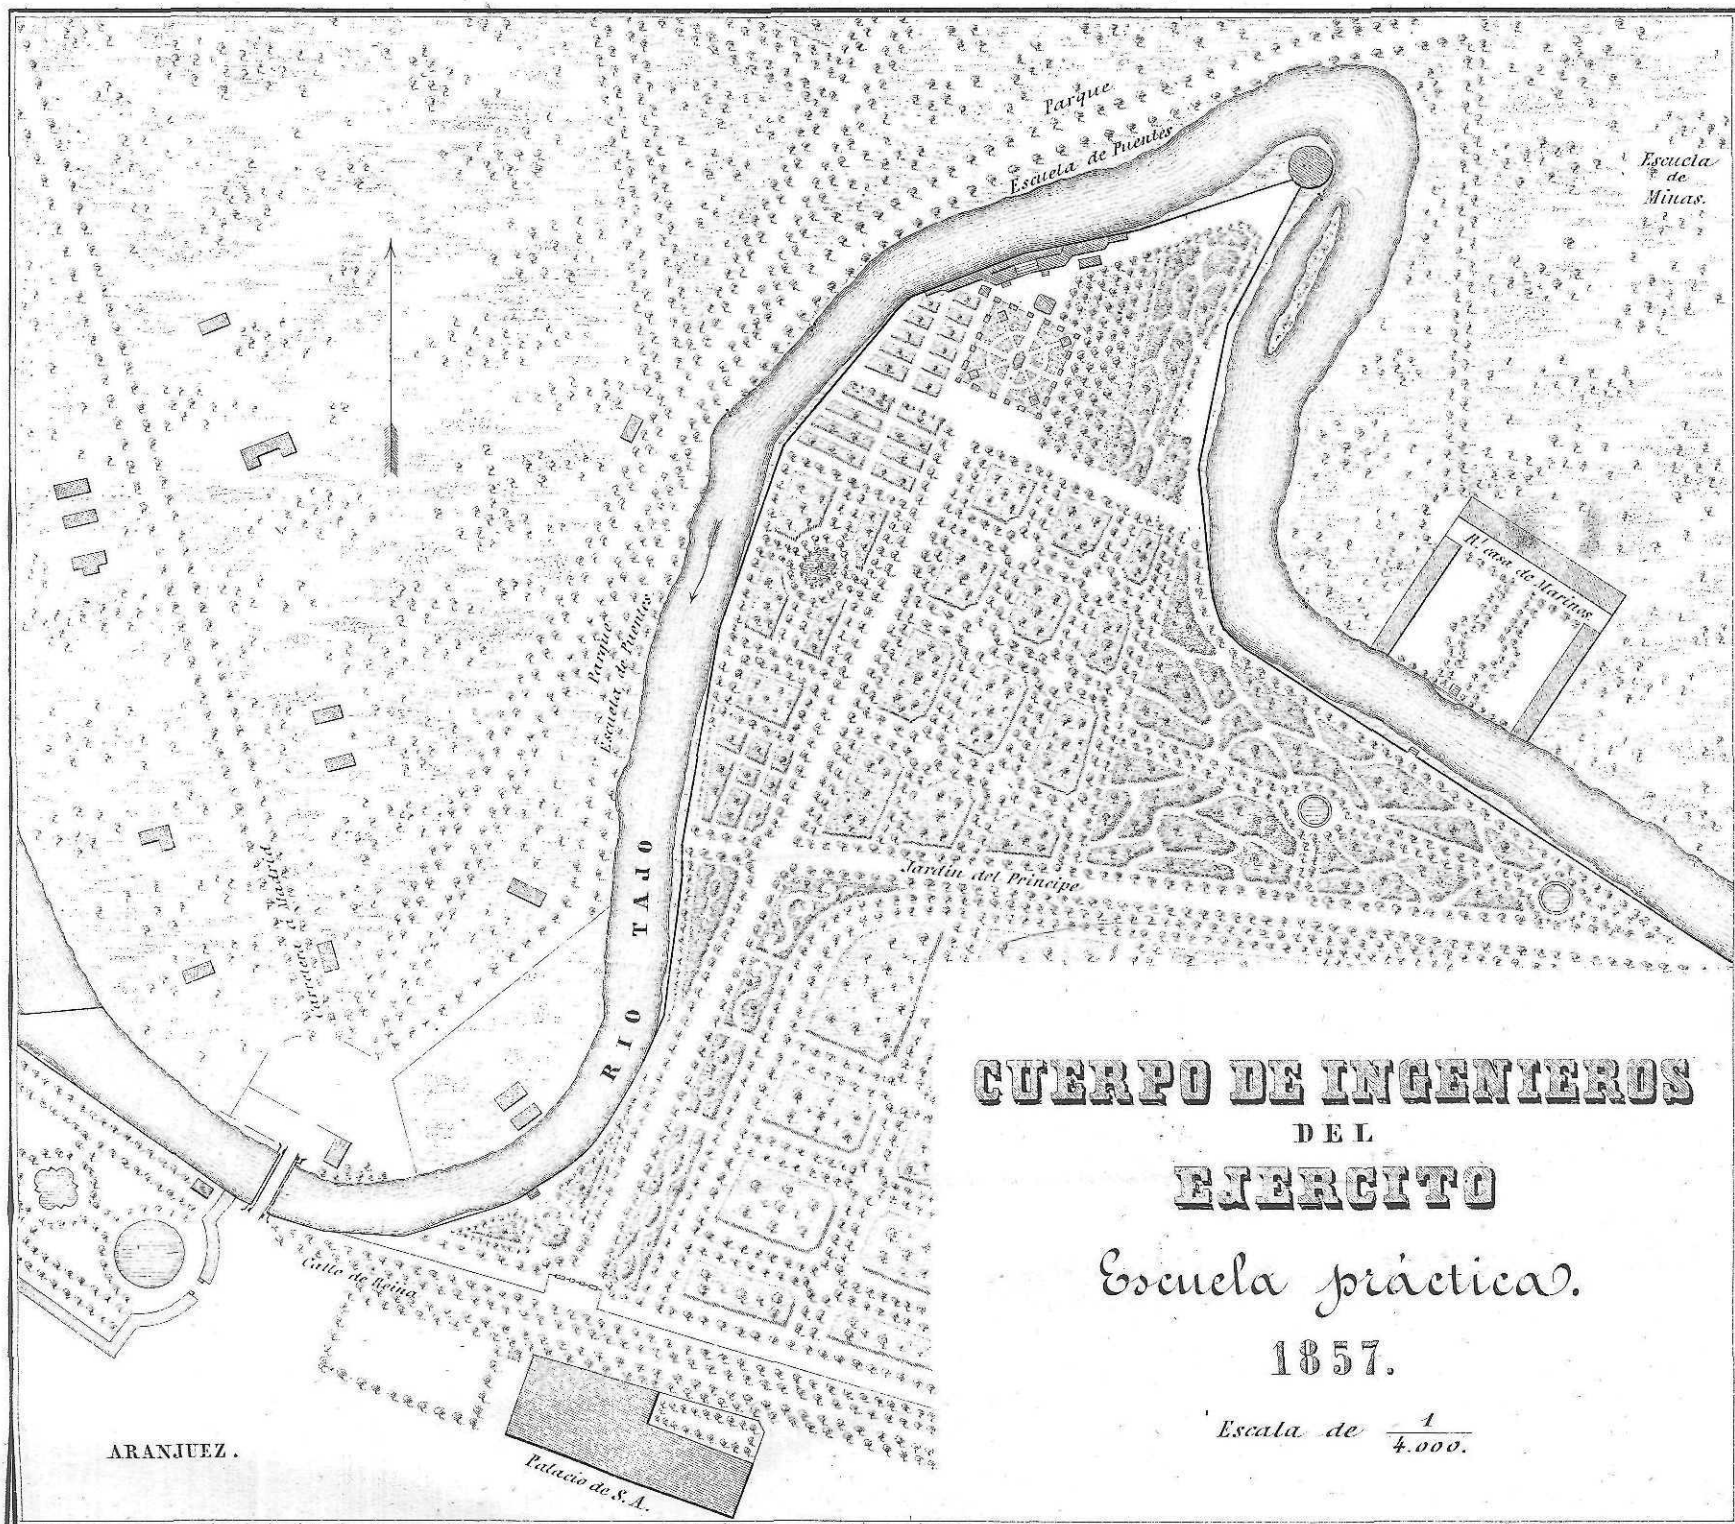 Parque
Escuela de Puentes
Escuela
de
Minas.
R.l casa de Marinos.
Parque
Escuela de Puentes
RIO TAJO
Jardin del Principe
Carretera de Madrid
Calle de Reina
Palacio de S. A.
ARANJUEZ.
CUERPO DE INGENIEROS
DEL
EJERCITO
Escuela práctica.
1857.
Escala de 1/4.000.